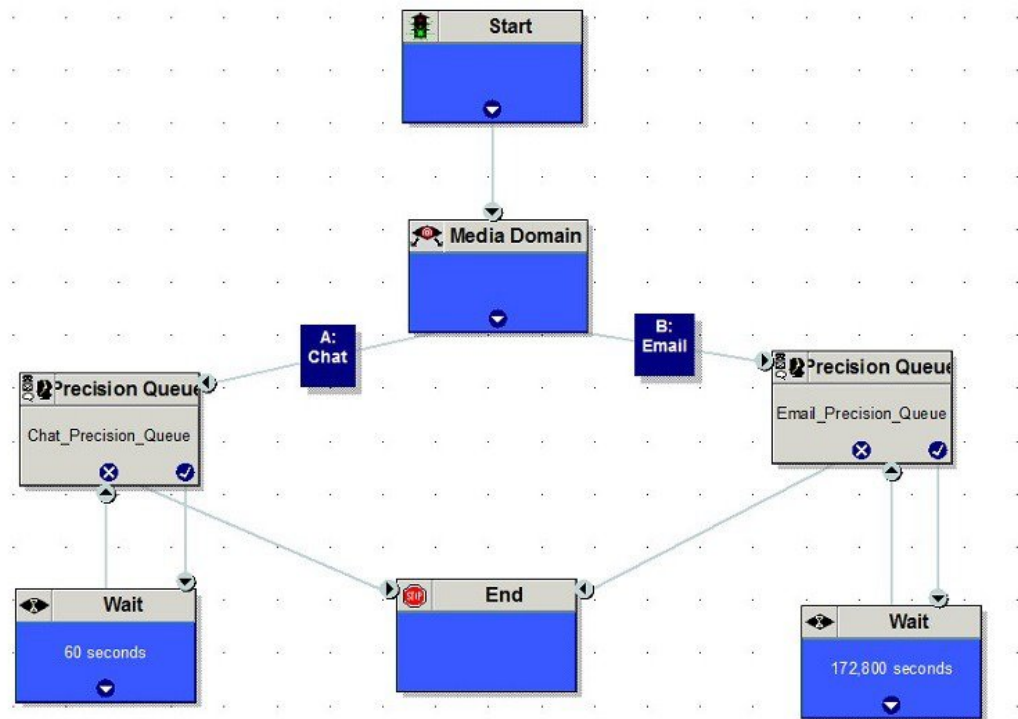 Start
Media Domain
A:
Chat
B:
Email
Precision Queue
Chat_Precision_Queue
Precision Queue
Email_Precision_Queue
Wait
60 seconds
STOP
End
Wait
172,800 seconds